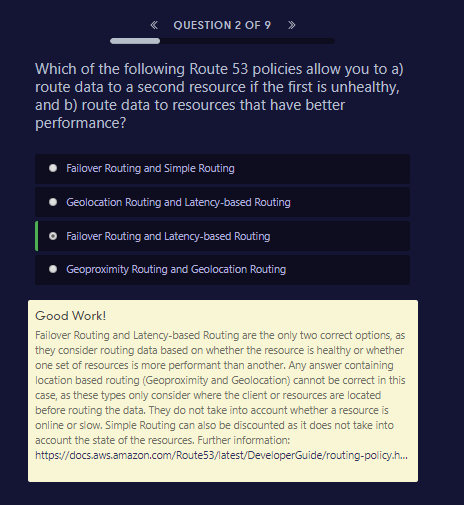 « QUESTION 2 OF 9 »
Which of the following Route 53 policies allow you to a)
route data to a second resource if the first is unhealthy,
and b) route data to resources that have better
performance?
Failover Routing and Simple Routing
Geolocation Routing and Latency-based Routing
Failover Routing and Latency-based Routing
Geoproximity Routing and Geolocation Routing
Good Work!
Failover Routing and Latency-based Routing are the only two correct options, as
they consider routing data based on whether the resource is healthy or whether
one set of resources is more performant than another. Any answer containing
location based routing (Geoproximity and Geolocation) cannot be correct in this
case, as these types only consider where the client or resources are located
before routing the data. They do not take into account whether a resource is
online or slow. Simple Routing can also be discounted as it does not take into
account the state of the resources. Further information:
https://docs.aws.amazon.com/Route53/latest/DeveloperGuide/routing-policy.h...